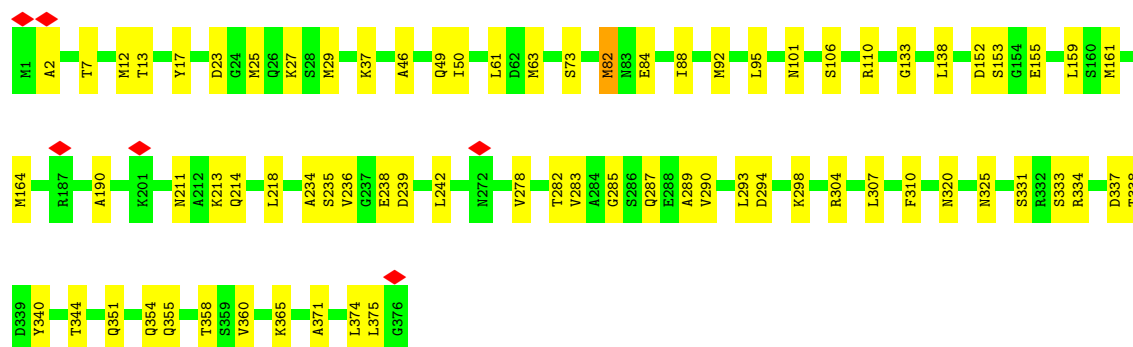 M1 A2 T7 M12 T13 Y17 D23 G24 M25 Q26 K27 S28 M29 K37 A46 Q49 I50 L61 D62 M63 S73 M82 N83 E84 I88 M92 L95 N101 S106 R110 G133 L138 D152 S153 G154 E155 L159 S160 M161
M164 R187 A190 K201 N211 A212 K213 Q214 L218 A234 S235 V236 G237 E238 D239 L242 N272 V278 T282 V283 A284 G285 S286 Q287 E288 A289 V290 L293 D294 K298 R304 L307 F310 N320 N325 S331 R332 S333 R334 D337 T338
D339 Y340 T344 Q351 Q354 Q355 T358 S359 V360 K365 A371 L374 L375 G376